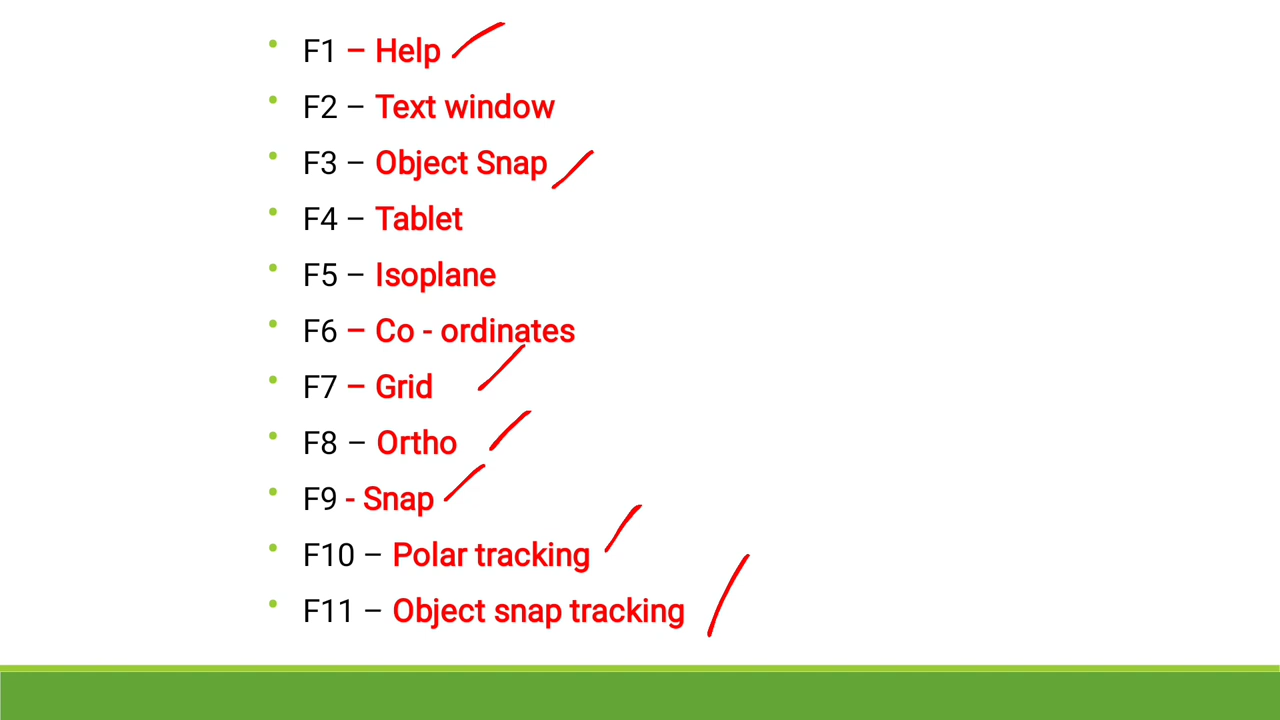 • F1 – Help
• F2 – Text window
• F3 – Object Snap
• F4 – Tablet
• F5 – Isoplane
• F6 – Co - ordinates
• F7 – Grid
• F8 – Ortho
• F9 - Snap
• F10 – Polar tracking
• F11 – Object snap tracking